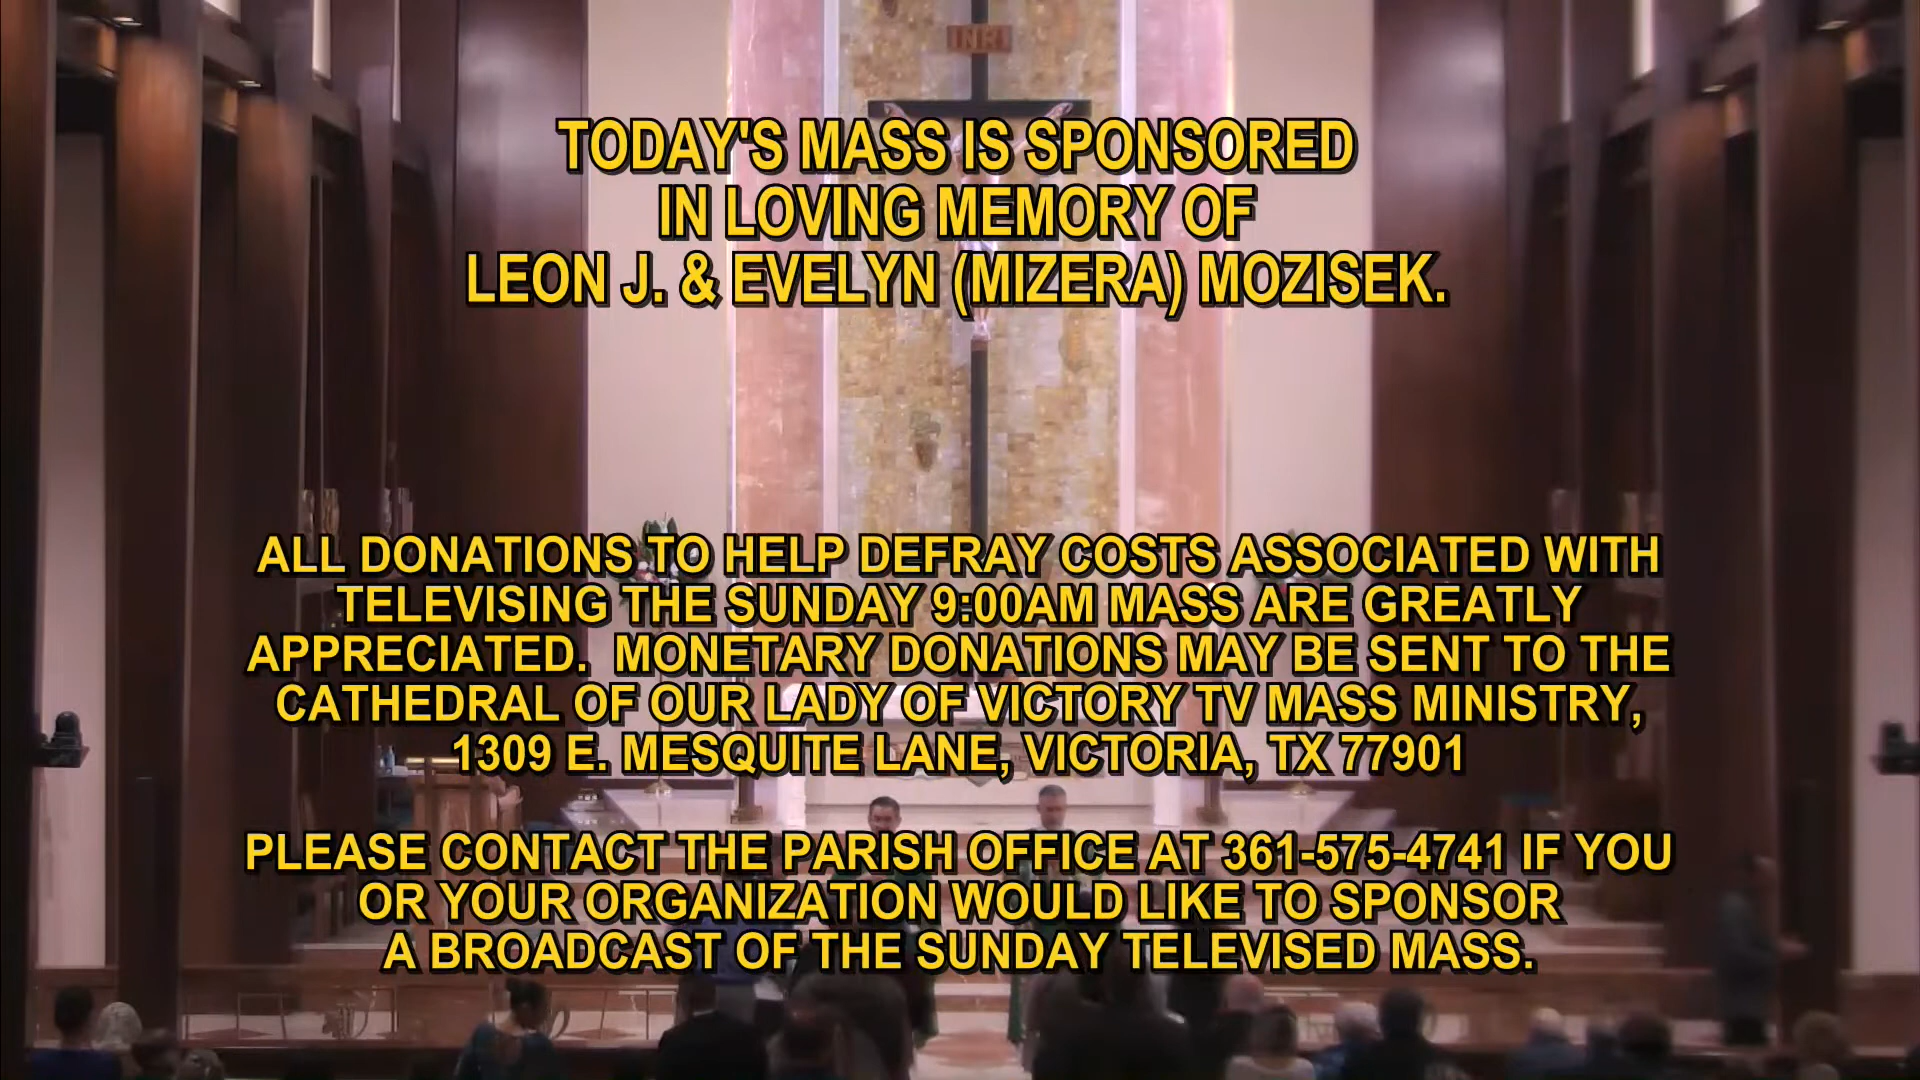 INRI
TODAY'S MASS IS SPONSORED
IN LOVING MEMORY OF
LEON J. & EVELYN (MIZERA) MOZISEK.
ALL DONATIONS TO HELP DEFRAY COSTS ASSOCIATED WITH
TELEVISING THE SUNDAY 9:00AM MASS ARE GREATLY
APPRECIATED.  MONETARY DONATIONS MAY BE SENT TO THE
CATHEDRAL OF OUR LADY OF VICTORY TV MASS MINISTRY,
1309 E. MESQUITE LANE, VICTORIA, TX 77901
PLEASE CONTACT THE PARISH OFFICE AT 361-575-4741 IF YOU
OR YOUR ORGANIZATION WOULD LIKE TO SPONSOR
A BROADCAST OF THE SUNDAY TELEVISED MASS.